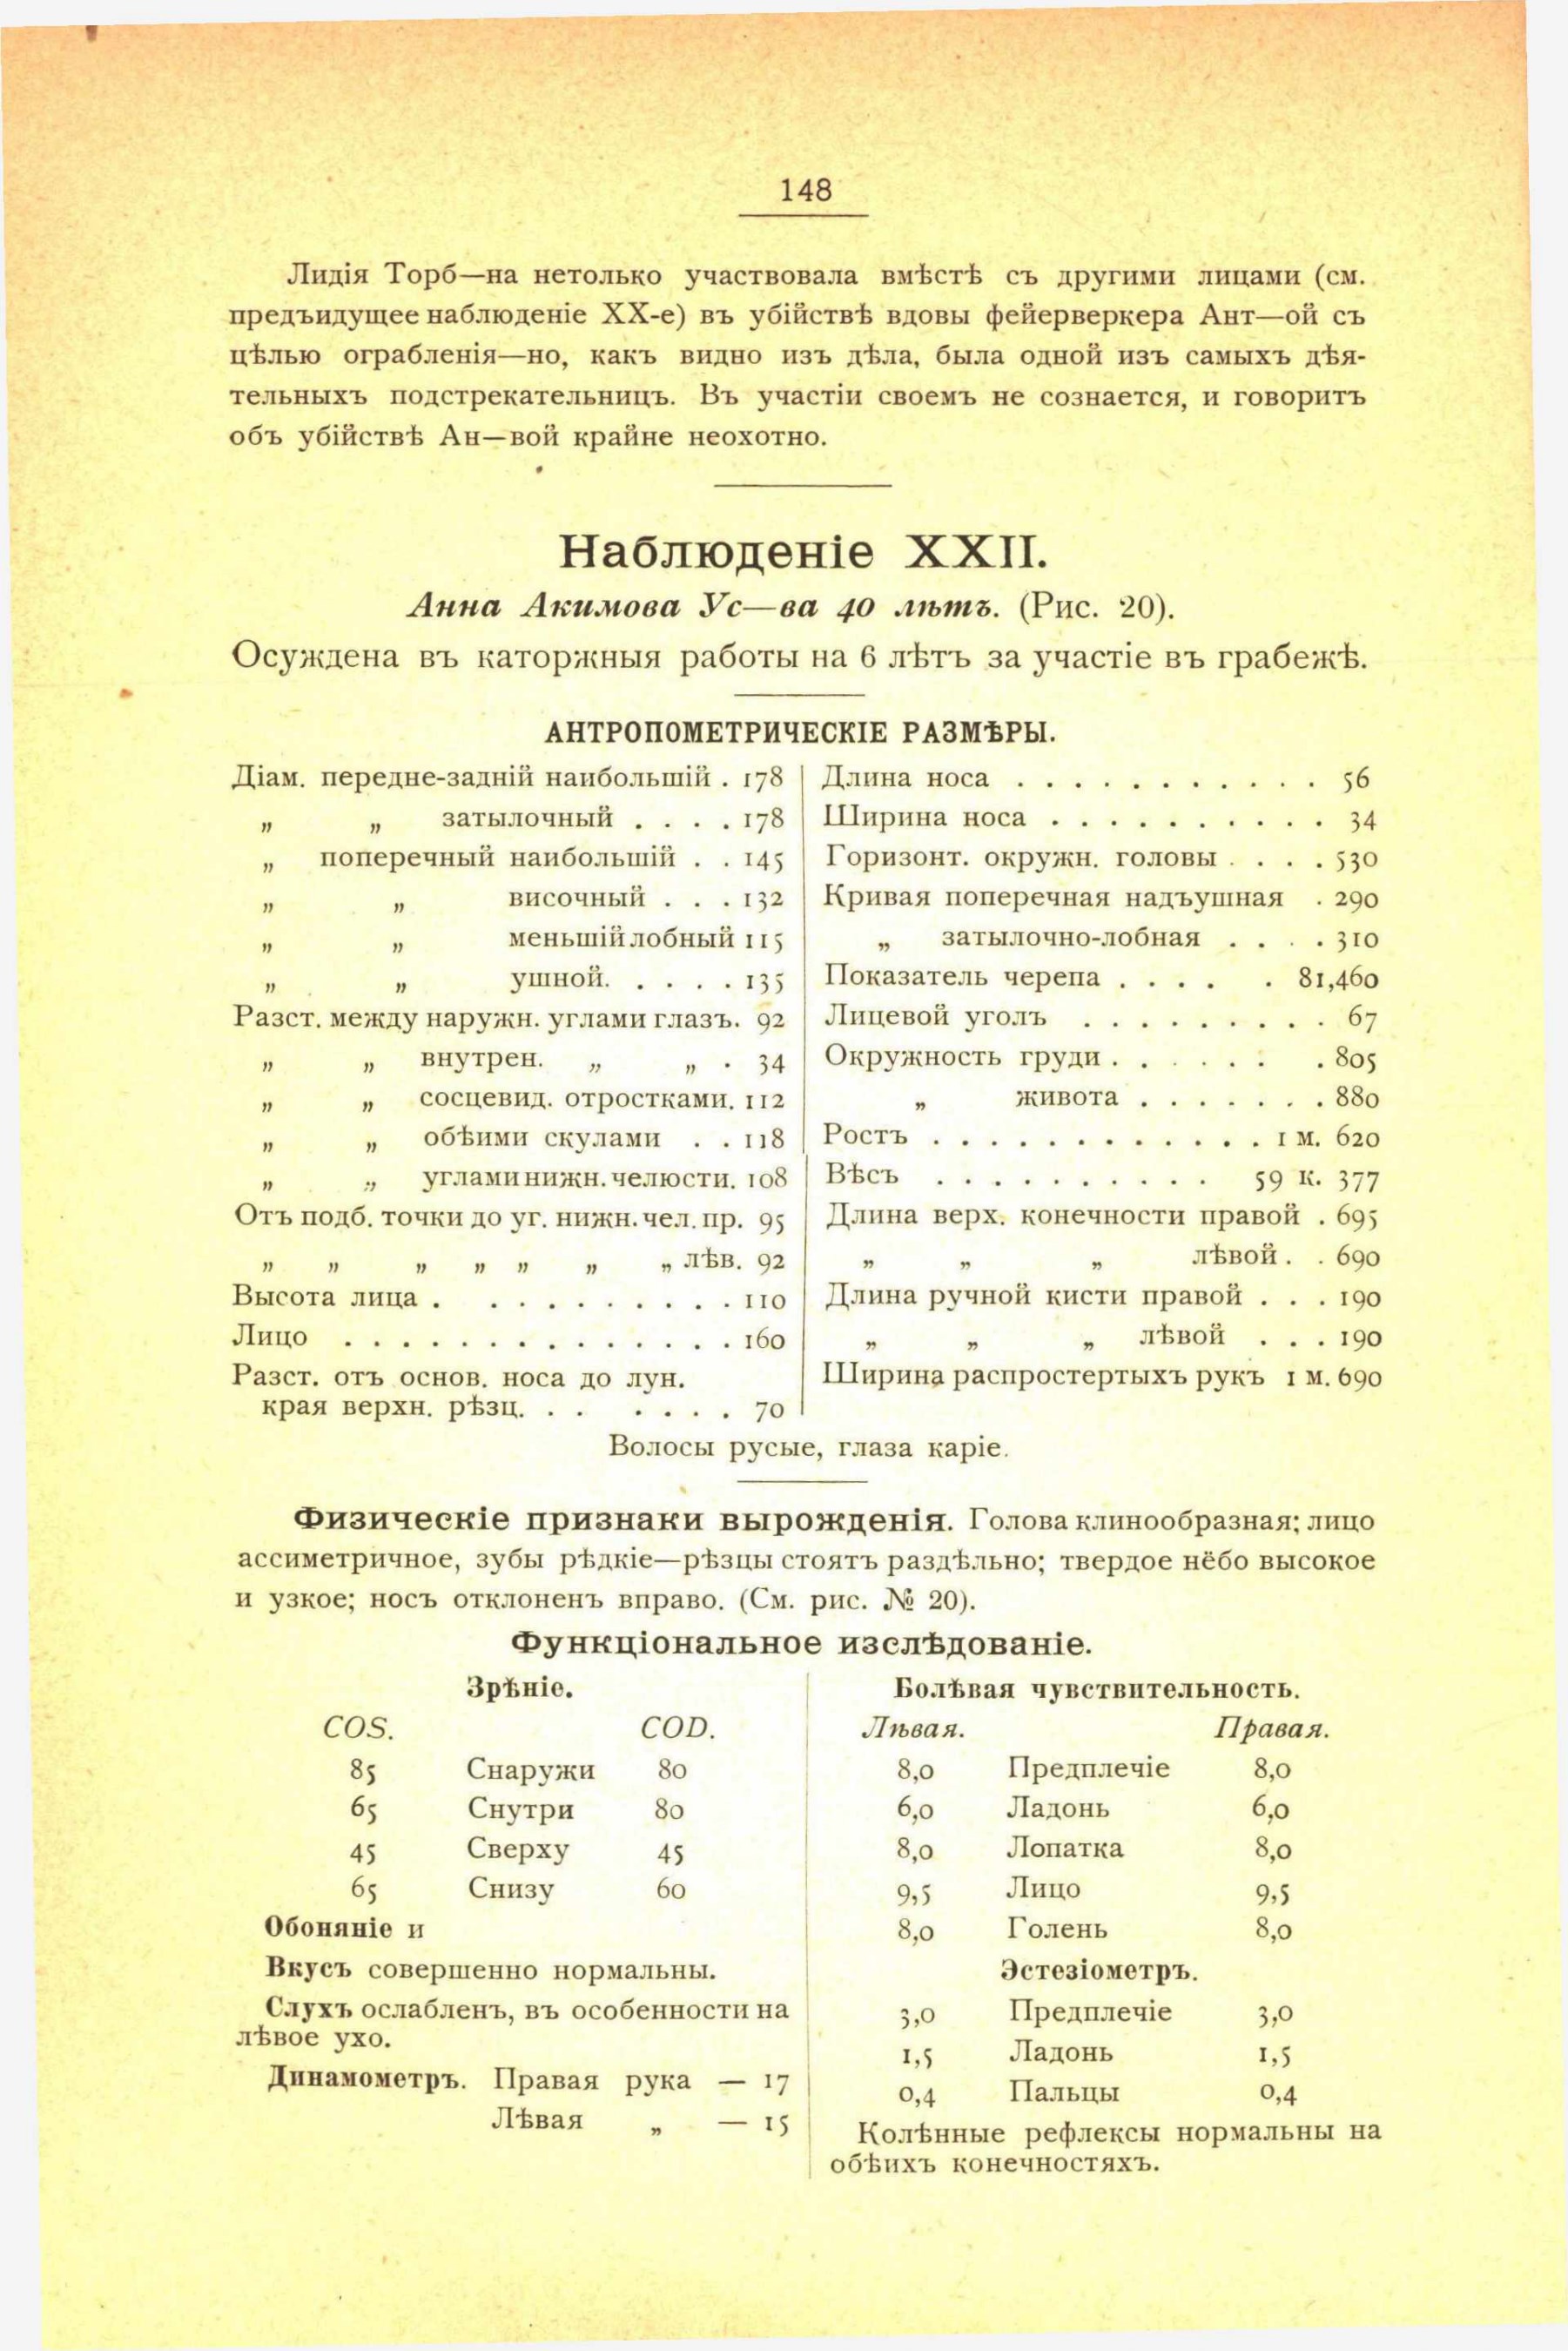 148
Лидія Торб—на нетолько участвовала вмѣстѣ съ другими лицами (см.
предъидущее наблюденіе XX-е) въ убійствѣ вдовы фейерверкера Ант—ой съ
цѣлью ограбленія—но, какъ видно изъ дѣла, была одной изъ самыхъ дѣя-
тельныхъ подстрекательницъ. Въ участіи своемъ не сознается, и говоритъ
объ убійствѣ Ан—вой крайне неохотно.
Наблюденіе XXII.
Анна Акимова Ус—ва 40 лѣтъ. (Рис. 20).
Осуждена въ каторжныя работы на 6 лѣтъ за участіе въ грабежѣ.
АНТРОПОМЕТРИЧЕСКІЕ РАЗМѢРЫ.
Діам. передне-задній наибольшій . 178
„ „ затылочный . . . . 178
„ поперечный наибольшій . . 145
„ „ височный . . . 132
„ „ меньшій лобный 115
„ „ ушной. . . . . 135
Разст. между наружн. углами глазъ. 92
„ „ внутрен. „ „ . 34
„ „ сосцевид. отростками. 112
„ „ обѣими скулами . . 118
„ „ углами нижн. челюсти. 108
Отъ подб. точки до уг. нижн. чел. пр. 95
„ „ „ „ „ „ „ лѣв. 92
Высота лица . . . . . . . . . . 110
Лицо . . . . . . . . . . . . . . 160
Разст. отъ основ. носа до лун.
края верхн. рѣзц. . . . . . . 70
Длина носа . . . . . . . . . . . 56
Ширина носа . . . . . . . . . . 34
Горизонт. окружн. головы . . . . 530
Кривая поперечная надъушная . 290
„ затылочно-лобная . . . . 310
Показатель черепа . . . . . 81,460
Лицевой уголъ . . . . . . . . . 67
Окружность груди . . . . . . . 805
„ живота . . . . . . . 880
Ростъ . . . . . . . . . . . . 1 м. 620
Вѣсъ . . . . . . . . . . 59 к. 377
Длина верх. конечности правой . 695
„ „ „ лѣвой . . 690
Длина ручной кисти правой . . . 190
„ „ „ лѣвой . . . 190
Ширина распростертыхъ рукъ 1 м. 690
Волосы русые, глаза каріе.
Физическіе признаки вырожденія. Голова клинообразная; лицо
ассиметричное, зубы рѣдкіе—рѣзцы стоятъ раздѣльно; твердое нёбо высокое
и узкое; носъ отклоненъ вправо. (См. рис. № 20).
Функціональное изслѣдованіе.
Зрѣніе.
COS. COD.
85 Снаружи 80
65 Снутри 80
45 Сверху 45
65 Снизу 60
Обоняніе и
Вкусъ совершенно нормальны.
Слухъ ослабленъ, въ особенности на
лѣвое ухо.
Динамометръ. Правая рука — 17
Лѣвая „ — 15
Болѣвая чувствительность.
Лѣвая. Правая.
8,0 Предплечіе 8,0
6,0 Ладонь 6,0
8,0 Лопатка 8,0
9,5 Лицо 9,5
8,0 Голень 8,0
Эстезіометръ.
3,0 Предплечіе 3,0
1,5 Ладонь 1,5
0,4 Пальцы 0,4
Колѣнные рефлексы нормальны на
обѣихъ конечностяхъ.